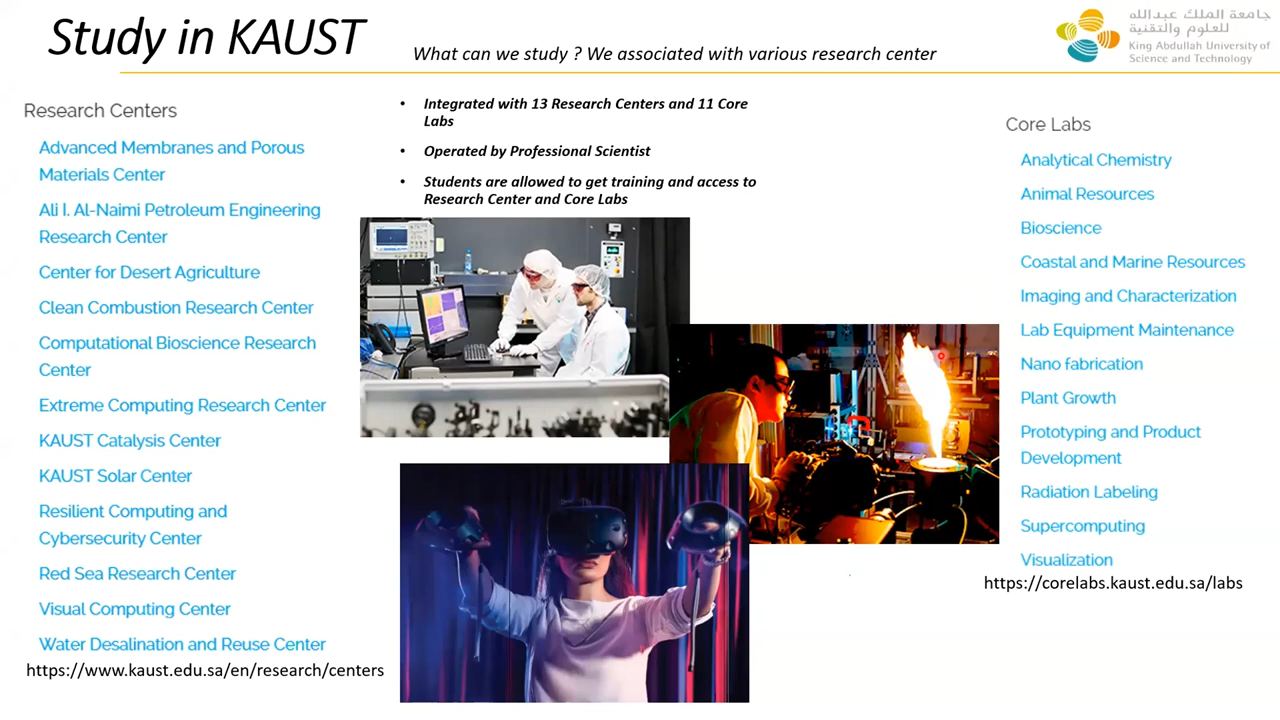 Study in KAUST
What can we study ? We associated with various research center
جامعة الملك عبدالله
للعلوم والتقنية
King Abdullah University of
Science and Technology
Research Centers
Advanced Membranes and Porous
Materials Center
Ali I. Al-Naimi Petroleum Engineering
Research Center
Center for Desert Agriculture
Clean Combustion Research Center
Computational Bioscience Research
Center
Extreme Computing Research Center
KAUST Catalysis Center
KAUST Solar Center
Resilient Computing and
Cybersecurity Center
Red Sea Research Center
Visual Computing Center
Water Desalination and Reuse Center
https://www.kaust.edu.sa/en/research/centers
• Integrated with 13 Research Centers and 11 Core
Labs
• Operated by Professional Scientist
• Students are allowed to get training and access to
Research Center and Core Labs
Core Labs
Analytical Chemistry
Animal Resources
Bioscience
Coastal and Marine Resources
Imaging and Characterization
Lab Equipment Maintenance
Nano fabrication
Plant Growth
Prototyping and Product
Development
Radiation Labeling
Supercomputing
Visualization
https://corelabs.kaust.edu.sa/labs